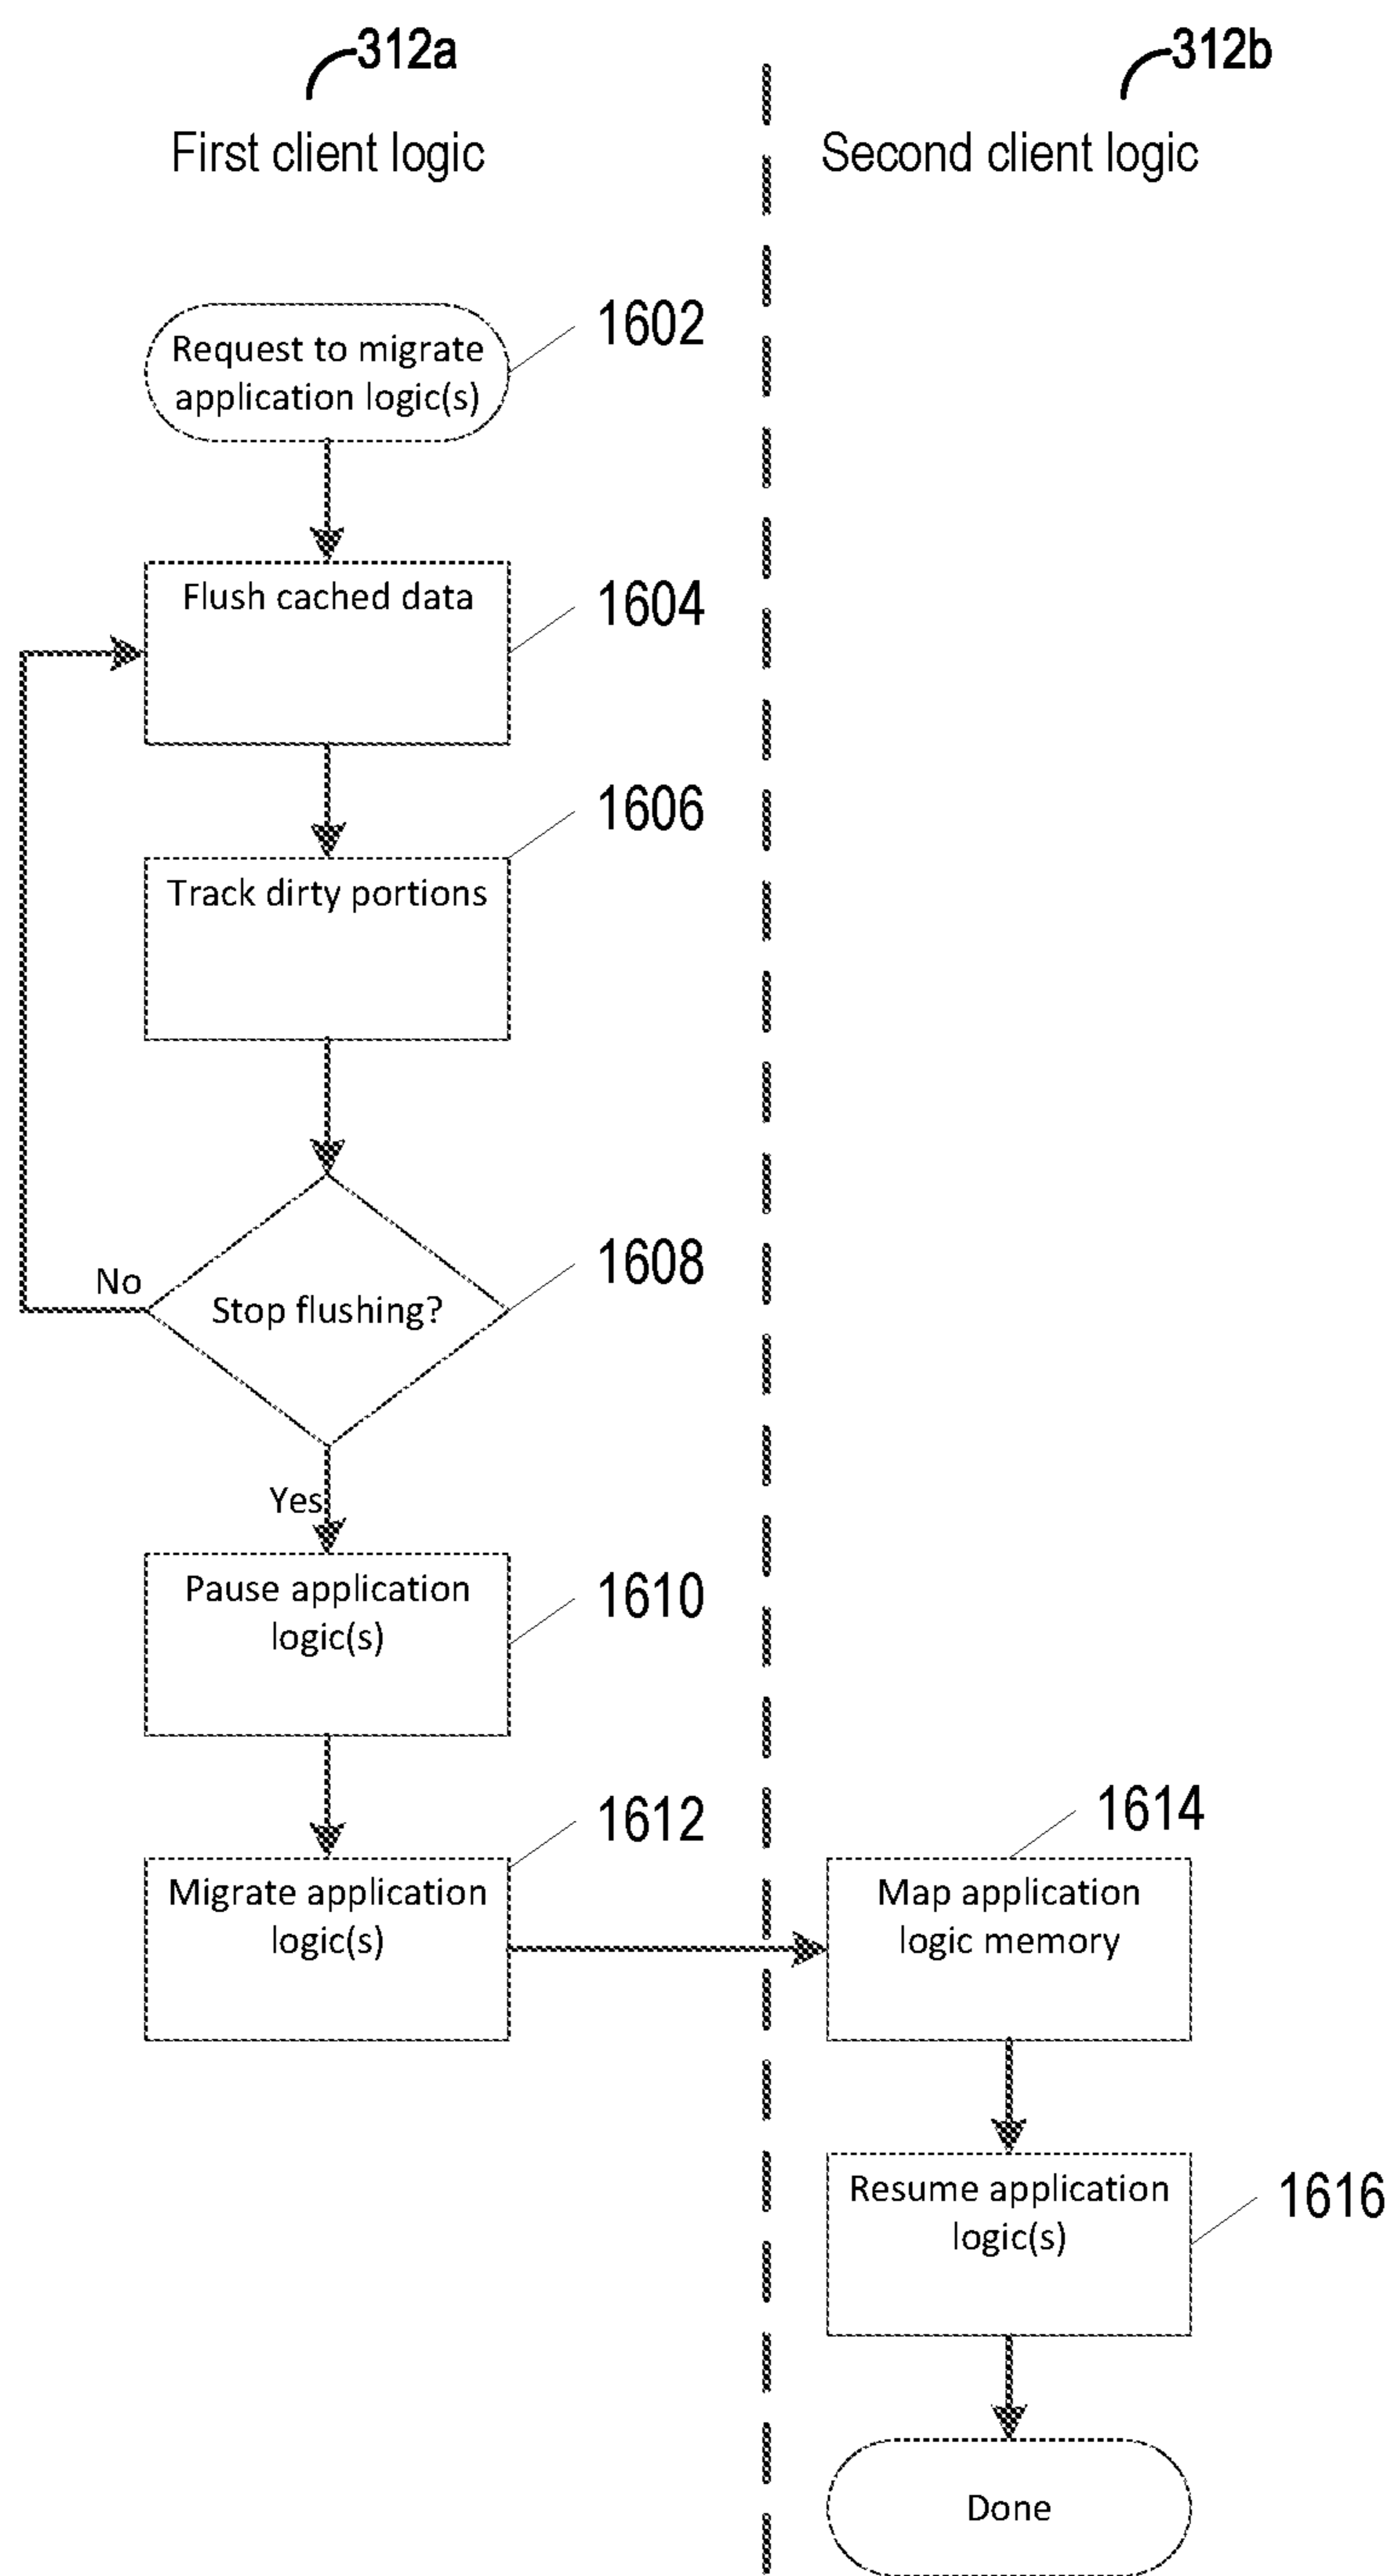 312a
312b
First client logic
Second client logic
1602
Request to migrate
application logic(s)
Flush cached data
1604
1606
Track dirty portions
No
1608
Stop flushing?
Yes
Pause application
logic(s)
1610
1612
Migrate application
logic(s)
1614
Map application
logic memory
Resume application
logic(s)
1616
Done